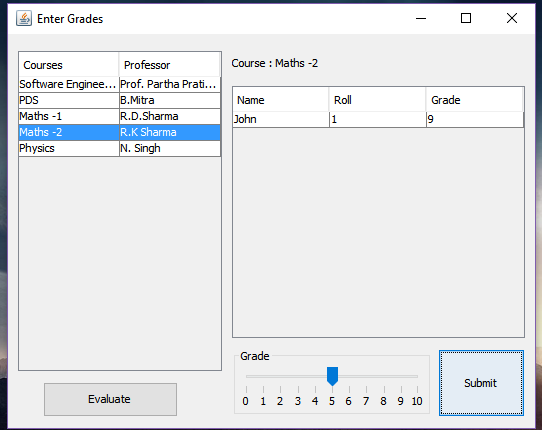 Enter Grades
Courses Professor
Software Enginee... Prof. Partha Prati...
PDS B.Mitra
Maths -1 R.D.Sharma
Maths -2 R.K Sharma
Physics N. Singh
Evaluate
Course : Maths -2
Name Roll Grade
John 1 9
Grade
0 1 2 3 4 5 6 7 8 9 10
Submit